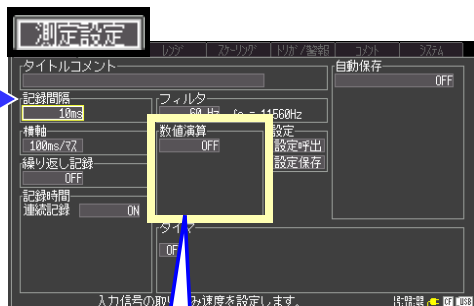 測定設定
レンジ スケーリング トリガ/警報 コメント システム
タイトルコメント
自動保存
OFF
記録間隔
10ms
フィルタ
60 Hz fc = 11560Hz
横軸
100ms/マス
数値演算
OFF
設定
設定呼出
設定保存
繰り返し記録
OFF
記録時間
連続記録 ON
タイマ
OF
入力信号の取り み速度を設定します。
CF USB